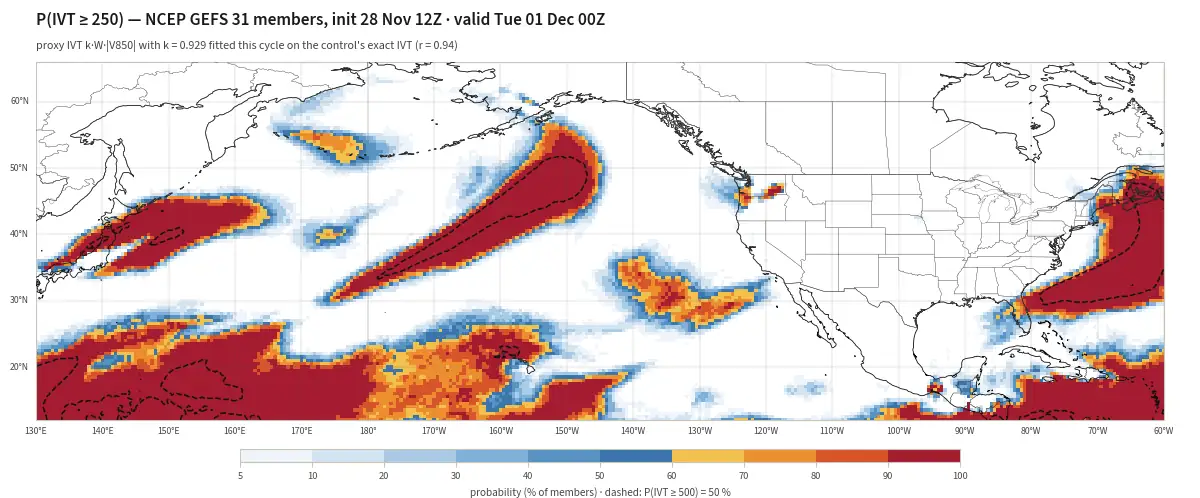 P(IVT ≥ 250) — NCEP GEFS 31 members, init 28 Nov 12Z · valid Tue 01 Dec 00Z
proxy IVT k·W·|V850| with k = 0.929 fitted this cycle on the control's exact IVT (r = 0.94)
60°N
50°N
40°N
30°N
20°N
130°E 140°E 150°E 160°E 180° 170°W 160°W 150°W 140°W 130°W 120°W 110°W 100°W 90°W 80°W 70°W 60°W
5 10 20 30 40 50 60 70 80 90 100
probability (% of members) · dashed: P(IVT ≥ 500) = 50 %